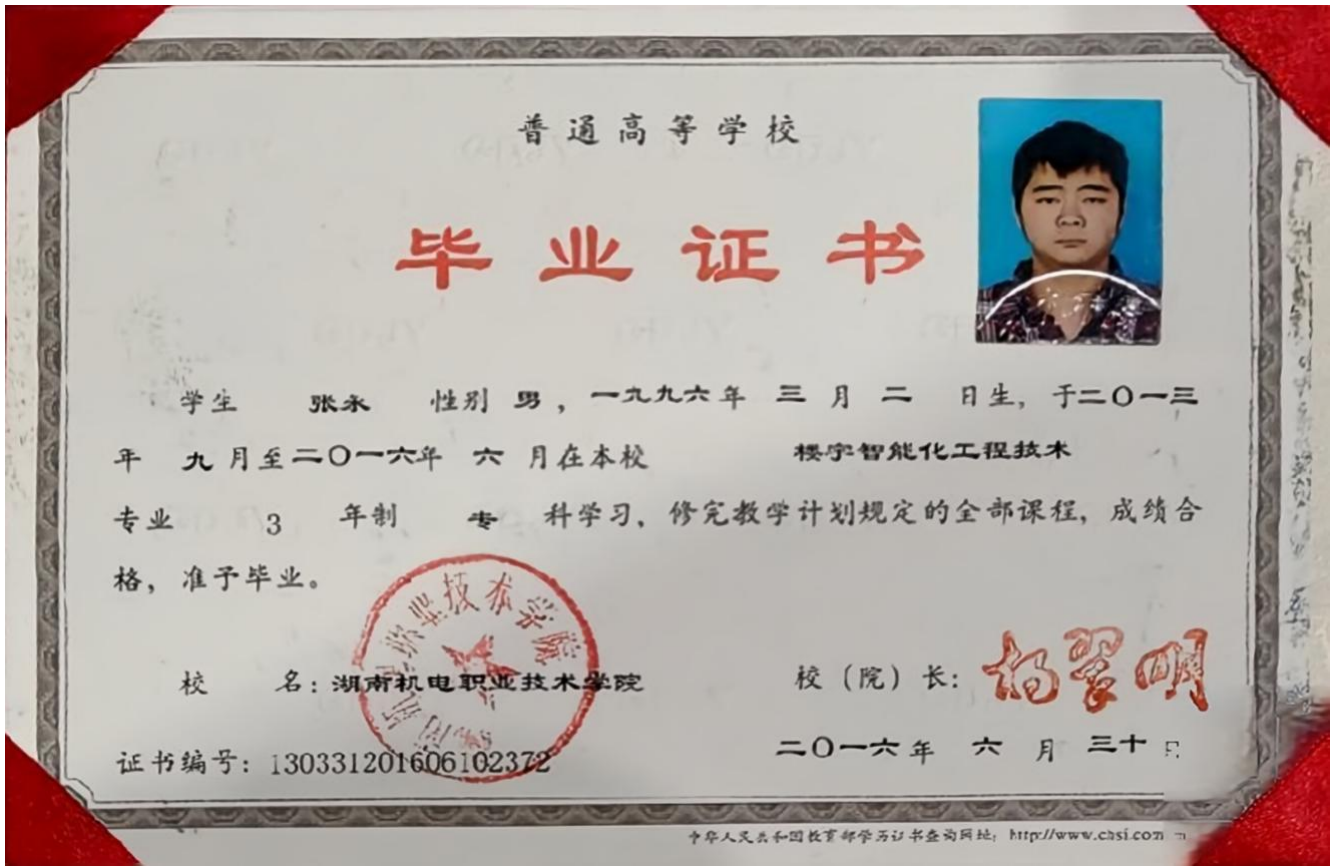 普通高等学校
毕业证书
学生 张永 性别 男，一九九六年 三 月 二 日生，于二〇一三
年 九 月至二〇一六年 六 月在本校 楼宇智能化工程技术
专业 3 年制 专 科学习，修完教学计划规定的全部课程，成绩合
格，准予毕业。
校 名：湖南机电职业技术学院
校（院）长：杨翠明
证书编号：130331201606102372
二〇一六年 六 月 三十 日
中华人民共和国教育部学历证书查询网址：http://www.chsi.com